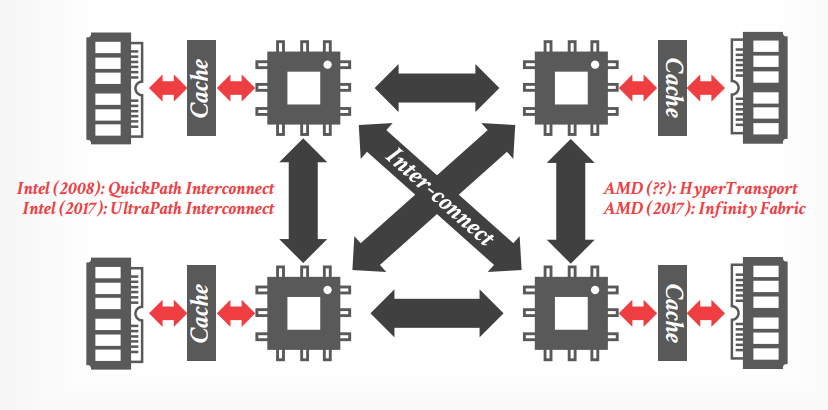 Cache
Cache
Intel (2008): QuickPath Interconnect
Intel (2017): UltraPath Interconnect
Inter-connect
AMD (??): HyperTransport
AMD (2017): Infinity Fabric
Cache
Cache